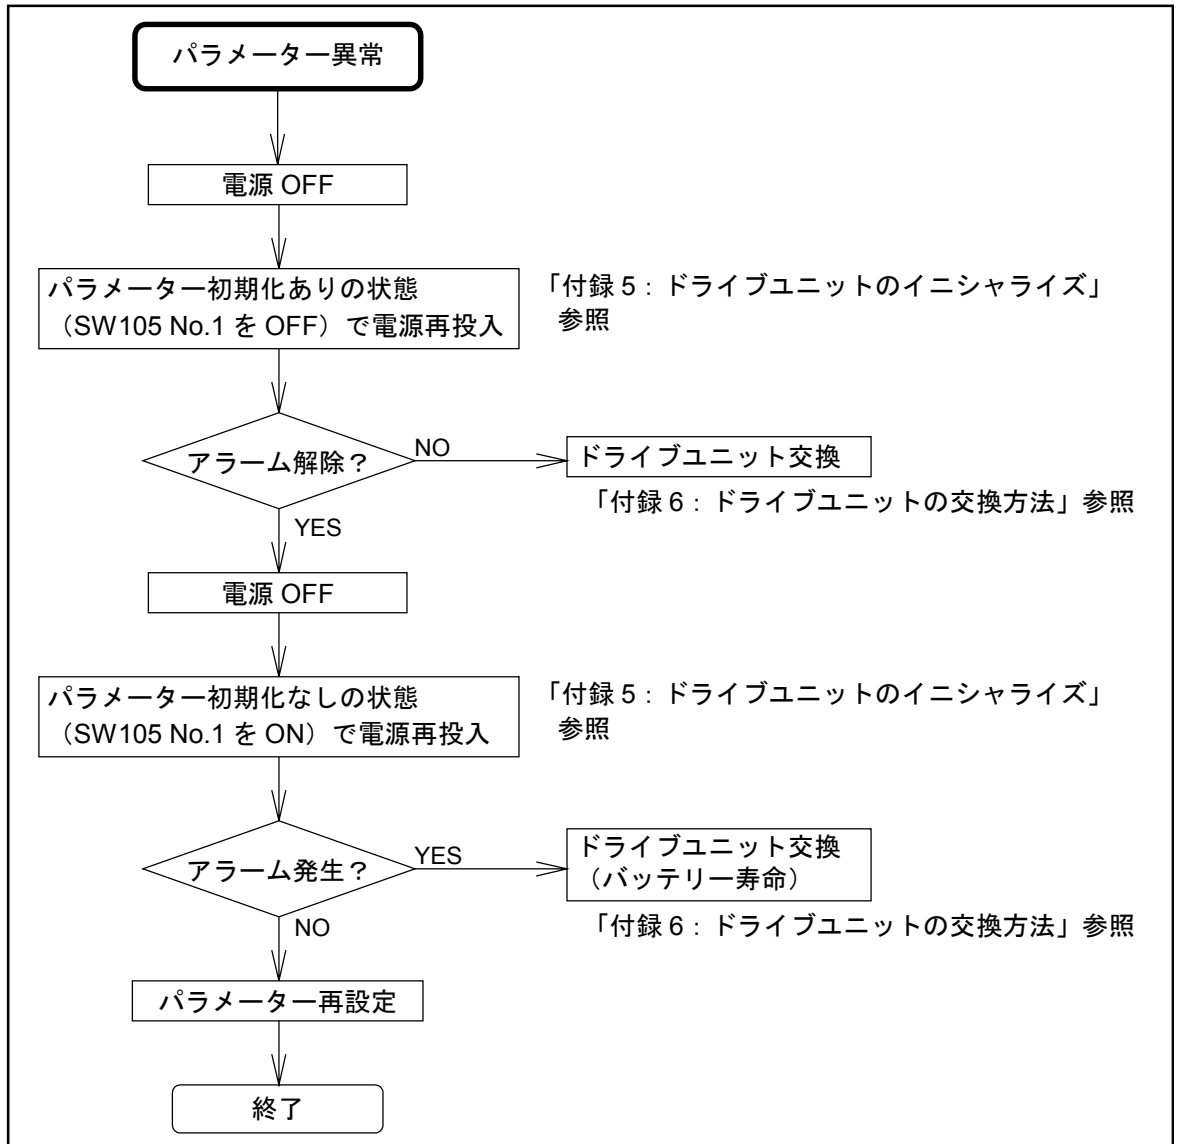 パラメーター異常
電源 OFF
パラメーター初期化ありの状態
（SW105 No.1 を OFF）で電源再投入
「付録 5：ドライブユニットのイニシャライズ」
参照
アラーム解除？
NO
ドライブユニット交換
「付録 6：ドライブユニットの交換方法」参照
YES
電源 OFF
パラメーター初期化なしの状態
（SW105 No.1 を ON）で電源再投入
「付録 5：ドライブユニットのイニシャライズ」
参照
アラーム発生？
YES
ドライブユニット交換
（バッテリー寿命）
「付録 6：ドライブユニットの交換方法」参照
NO
パラメーター再設定
終了